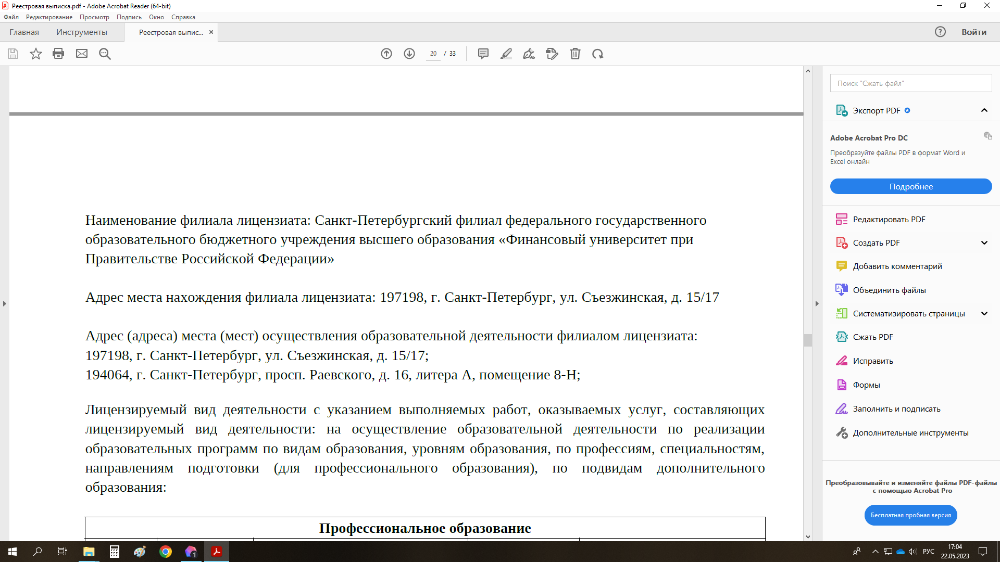 Реестровая выписка.pdf - Adobe Acrobat Reader (64-bit)
Файл Редактирование Просмотр Подпись Окно Справка
Главная Инструменты Реестровая выпис... Войти
20 / 33
Наименование филиала лицензиата: Санкт-Петербургский филиал федерального государственного
образовательного бюджетного учреждения высшего образования «Финансовый университет при
Правительстве Российской Федерации»
Адрес места нахождения филиала лицензиата: 197198, г. Санкт-Петербург, ул. Съезжинская, д. 15/17
Адрес (адреса) места (мест) осуществления образовательной деятельности филиалом лицензиата:
197198, г. Санкт-Петербург, ул. Съезжинская, д. 15/17;
194064, г. Санкт-Петербург, просп. Раевского, д. 16, литера А, помещение 8-Н;
Лицензируемый вид деятельности с указанием выполняемых работ, оказываемых услуг, составляющих
лицензируемый вид деятельности: на осуществление образовательной деятельности по реализации
образовательных программ по видам образования, уровням образования, по профессиям, специальностям,
направлениям подготовки (для профессионального образования), по подвидам дополнительного
образования:
Профессиональное образование
Поиск "Сжать файл"
Экспорт PDF
Adobe Acrobat Pro DC
Преобразуйте файлы PDF в формат Word и
Excel онлайн
Подробнее
Редактировать PDF
Создать PDF
Добавить комментарий
Объединить файлы
Систематизировать страницы
Сжать PDF
Исправить
Формы
Заполнить и подписать
Дополнительные инструменты
Преобразовывайте и изменяйте файлы PDF-файлы
с помощью Acrobat Pro
Бесплатная пробная версия
1
РУС
17:04
22.05.2023